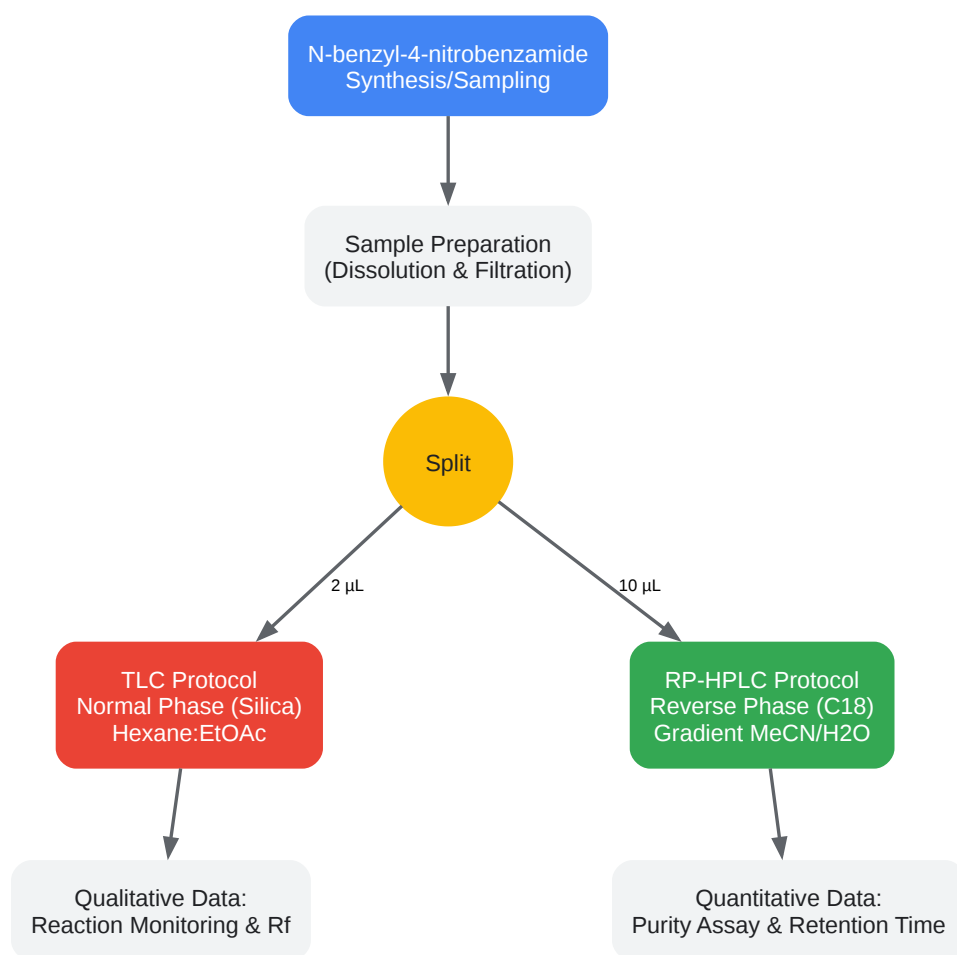 N-benzyl-4-nitrobenzamide
Synthesis/Sampling
Sample Preparation
(Dissolution & Filtration)
Split
2 µL
10 µL
TLC Protocol
Normal Phase (Silica)
Hexane:EtOAc
RP-HPLC Protocol
Reverse Phase (C18)
Gradient MeCN/H2O
Qualitative Data:
Reaction Monitoring & Rf
Quantitative Data:
Purity Assay & Retention Time